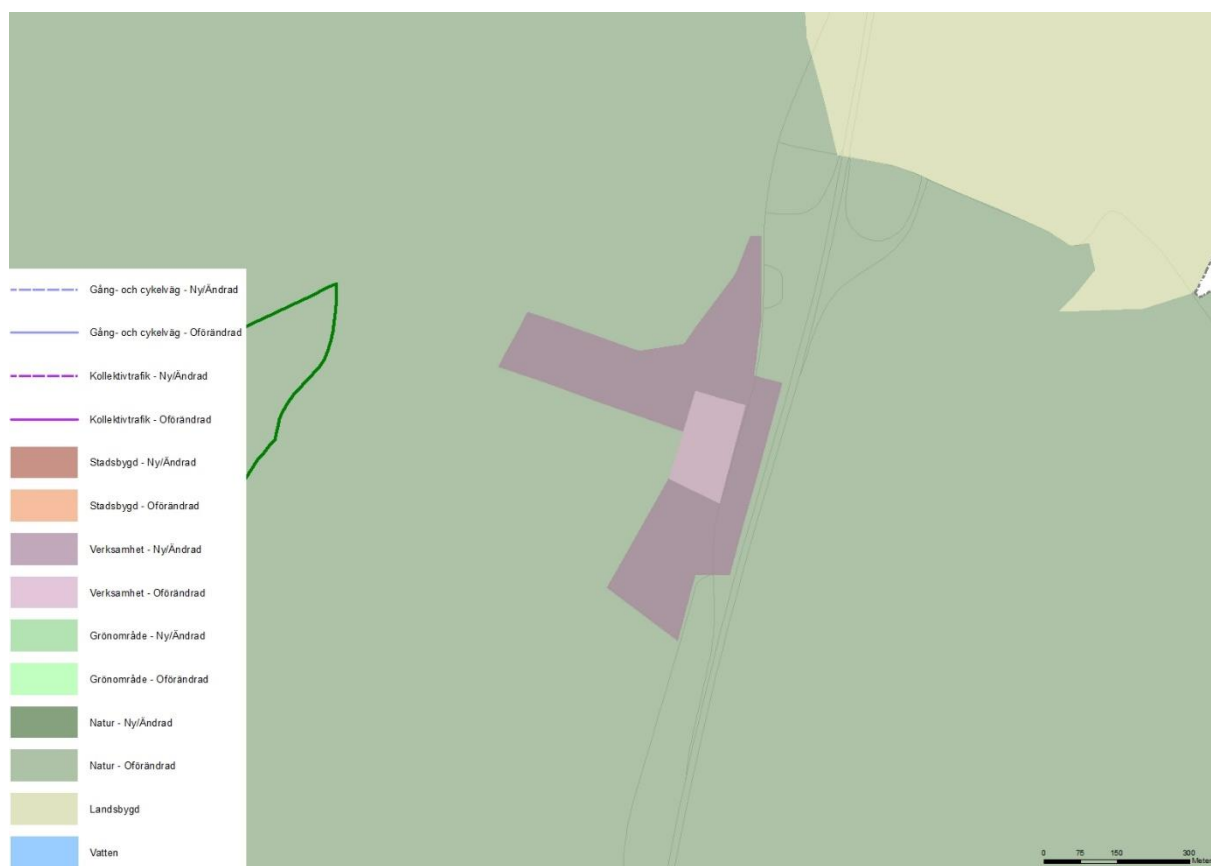 Gång- och cykelväg - Ny/Ändrad
Gång- och cykelväg - Oförändrad
Kollektivtrafik - Ny/Ändrad
Kollektivtrafik - Oförändrad
Stadsbygd - Ny/Ändrad
Stadsbygd - Oförändrad
Verksamhet - Ny/Ändrad
Verksamhet - Oförändrad
Grönområde - Ny/Ändrad
Grönområde - Oförändrad
Natur - Ny/Ändrad
Natur - Oförändrad
Landsbygd
Vatten
0 75 150 300
Meter